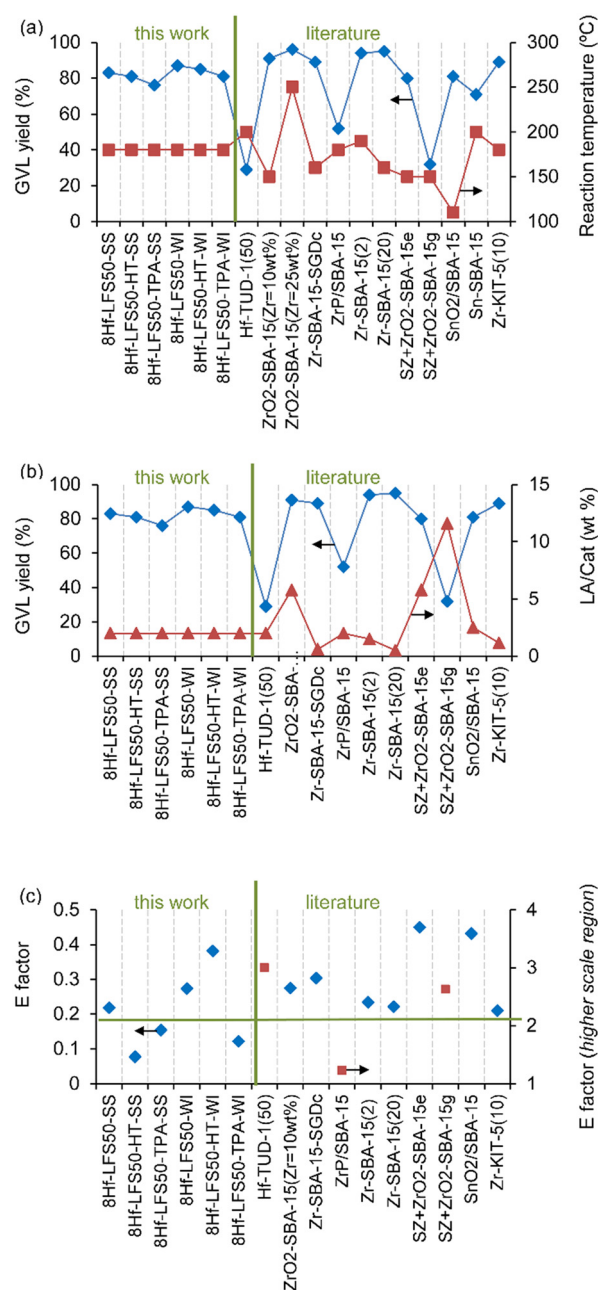 (a)
this work
literature
GVL yield (%)
100
80
60
40
20
0
300
250
200
150
100
Reaction temperature (ºC)
8Hf-LFS50-SS
8Hf-LFS50-HT-SS
8Hf-LFS50-TPA-SS
8Hf-LFS50-WI
8Hf-LFS50-HT-WI
8Hf-LFS50-TPA-WI
Hf-TUD-1(50)
ZrO2-SBA-15(Zr=10wt%)
ZrO2-SBA-15(Zr=25wt%)
Zr-SBA-15-SGDc
ZrP/SBA-15
Zr-SBA-15(2)
Zr-SBA-15(20)
SZ+ZrO2-SBA-15e
SZ+ZrO2-SBA-15g
SnO2/SBA-15
Sn-SBA-15
Zr-KIT-5(10)
(b)
this work
literature
GVL yield (%)
100
80
60
40
20
0
15
10
5
0
LA/Cat (wt %)
8Hf-LFS50-SS
8Hf-LFS50-HT-SS
8Hf-LFS50-TPA-SS
8Hf-LFS50-WI
8Hf-LFS50-HT-WI
8Hf-LFS50-TPA-WI
Hf-TUD-1(50)
ZrO2-SBA-…
Zr-SBA-15-SGDc
ZrP/SBA-15
Zr-SBA-15(2)
Zr-SBA-15(20)
SZ+ZrO2-SBA-15e
SZ+ZrO2-SBA-15g
SnO2/SBA-15
Zr-KIT-5(10)
(c)
this work
literature
E factor
0.5
0.4
0.3
0.2
0.1
0
4
3
2
1
E factor (higher scale region)
8Hf-LFS50-SS
8Hf-LFS50-HT-SS
8Hf-LFS50-TPA-SS
8Hf-LFS50-WI
8Hf-LFS50-HT-WI
8Hf-LFS50-TPA-WI
Hf-TUD-1(50)
ZrO2-SBA-15(Zr=10wt%)
Zr-SBA-15-SGDc
ZrP/SBA-15
Zr-SBA-15(2)
Zr-SBA-15(20)
SZ+ZrO2-SBA-15e
SZ+ZrO2-SBA-15g
SnO2/SBA-15
Zr-KIT-5(10)